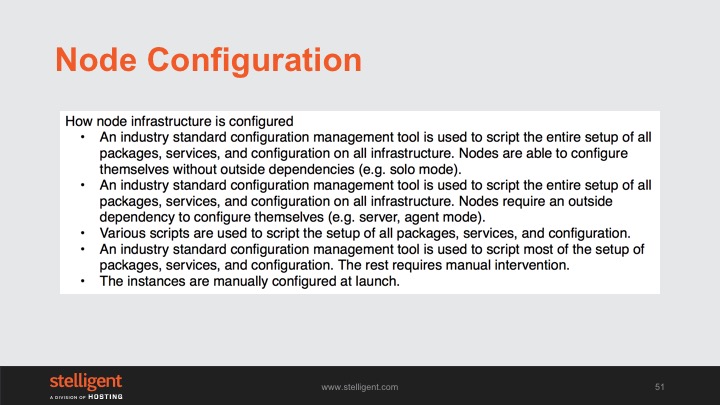 Node Configuration
How node infrastructure is configured
• An industry standard configuration management tool is used to script the entire setup of all
packages, services, and configuration on all infrastructure. Nodes are able to configure
themselves without outside dependencies (e.g. solo mode).
• An industry standard configuration management tool is used to script the entire setup of all
packages, services, and configuration on all infrastructure. Nodes require an outside
dependency to configure themselves (e.g. server, agent mode).
• Various scripts are used to script the setup of all packages, services, and configuration.
• An industry standard configuration management tool is used to script most of the setup of
packages, services, and configuration. The rest requires manual intervention.
• The instances are manually configured at launch.
stelligent
A DIVISION OF HOSTING
www.stelligent.com
51